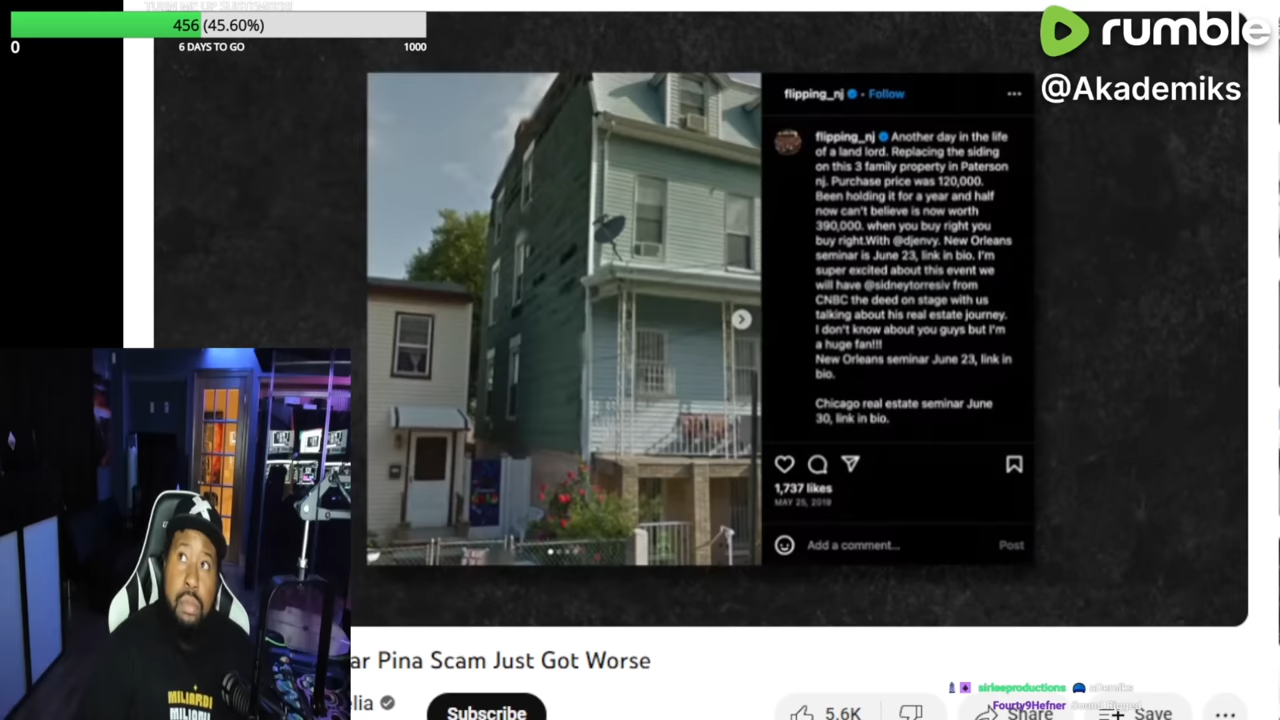 456 (45.60%)
0
6 DAYS TO GO
1000
rumble
@Akademiks
flipping_nj • Follow
flipping_nj Another day in the life
of a land lord. Replacing the siding
on this 3 family property in Paterson
nj. Purchase price was 120,000.
Been holding it for a year and half
now can't believe is now worth
390,000. when you buy right you
buy right.With @djenvy. New Orleans
seminar is June 23, link in bio. I'm
super excited about this event we
will have @sidneytorresiv from
CNBC the deed on stage with us
talking about his real estate journey.
I don't know about you guys but I'm
a huge fan!!!
New Orleans seminar June 23, link in
bio.
Chicago real estate seminar June
30, link in bio.
1,737 likes
MAY 25, 2019
Add a comment...
Post
MILIARDI
MILIARDI
ar Pina Scam Just Got Worse
lia
Subscribe
5.6K
Share
Save
sirleeproductions
aDemiks
Fourty9Hefner
Sound Rigged